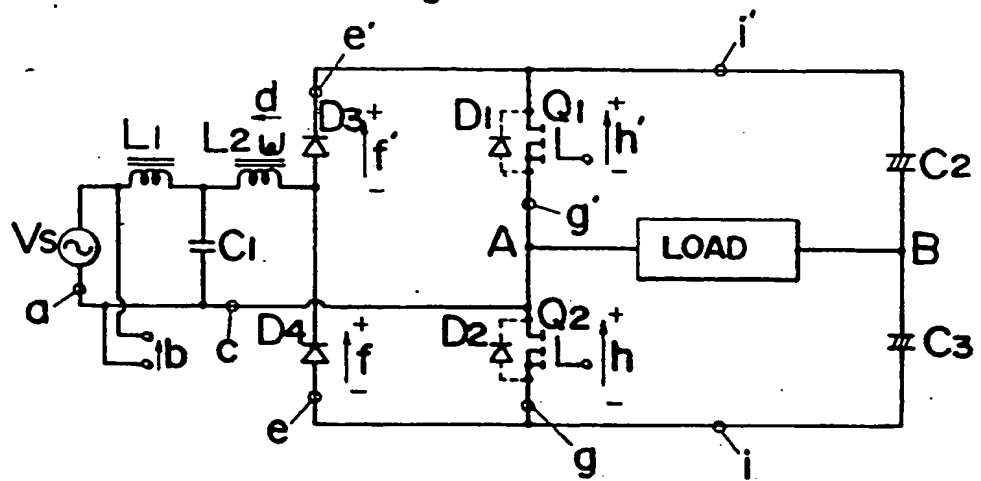 e'
i'
D3
+
f'
-
D1
Q1
+
h'
-
d
L1
L2
C2
g'
Vs
C1
A
LOAD
B
a
b
c
D4
+
f
-
D2
Q2
+
h
-
C3
e
g
i